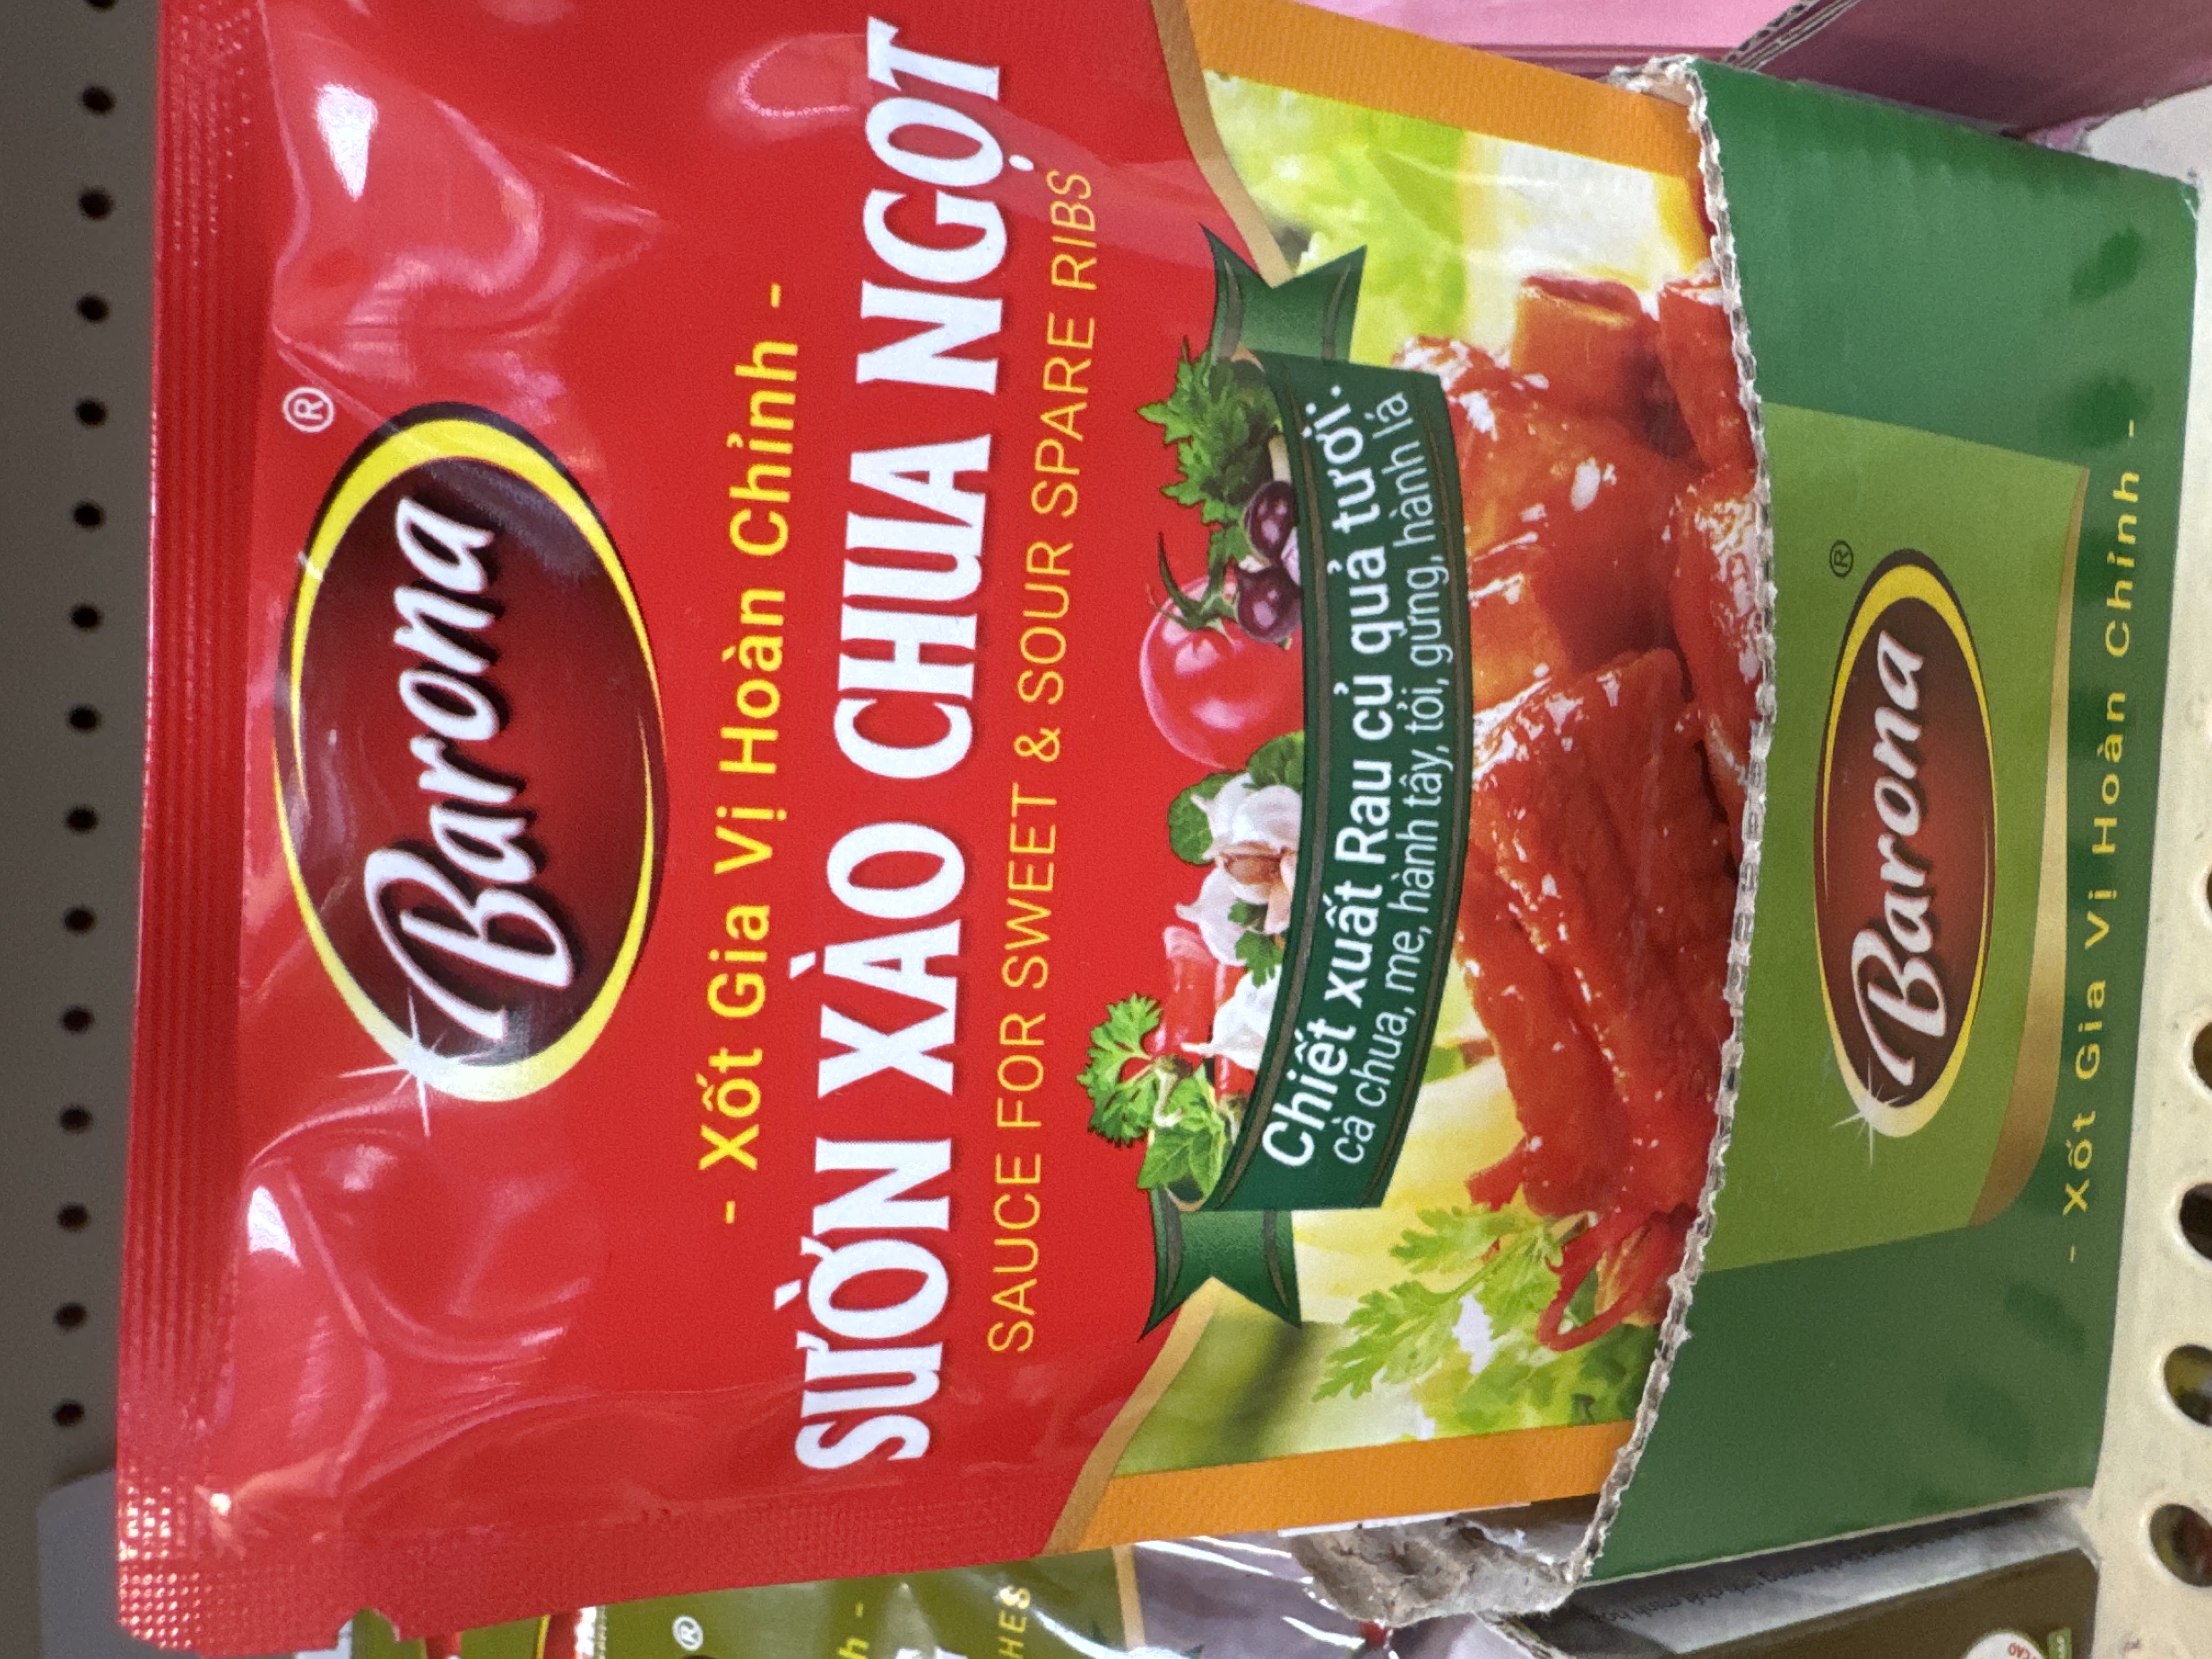 Barona
®
- Xốt Gia Vị Hoàn Chỉnh -
SƯỜN XÀO CHUA NGỌT
SAUCE FOR SWEET & SOUR SPARE RIBS
Chiết xuất Rau củ quả tươi:
cà chua, me, hành tây, tỏi, gừng, hành lá
Barona
®
- Xốt Gia Vị Hoàn Chỉnh -
®
h -
HES